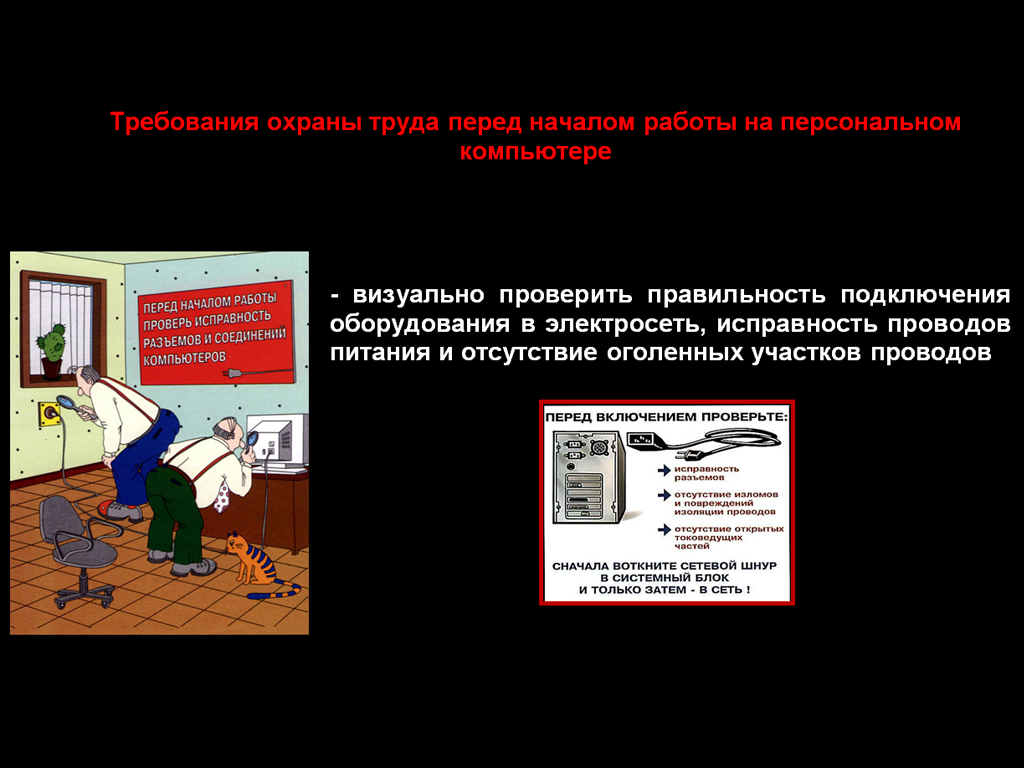 Требования охраны труда перед началом работы на персональном
компьютере
ПЕРЕД НАЧАЛОМ РАБОТЫ
ПРОВЕРЬ ИСПРАВНОСТЬ
РАЗЪЕМОВ И СОЕДИНЕНИЙ
КОМПЬЮТЕРОВ
- визуально проверить правильность подключения
оборудования в электросеть, исправность проводов
питания и отсутствие оголенных участков проводов
ПЕРЕД ВКЛЮЧЕНИЕМ ПРОВЕРЬТЕ:
исправность
разъемов
отсутствие изломов
и повреждений
изоляции проводов
отсутствие открытых
токоведущих
частей
СНАЧАЛА ВОТКНИТЕ СЕТЕВОЙ ШНУР
В СИСТЕМНЫЙ БЛОК
И ТОЛЬКО ЗАТЕМ - В СЕТЬ !